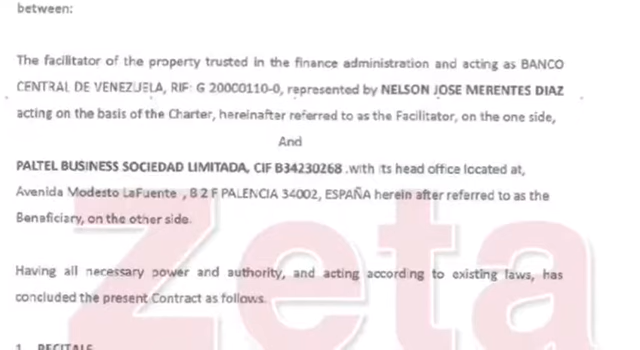 between:
The facilitator of the property trusted in the finance administration and acting as BANCO
CENTRAL DE VENEZUELA, RIF: G 20000110-0, represented by NELSON JOSE MERENTES DIAZ
acting on the basis of the Charter, hereinafter referred to as the Facilitator, on the one side,
And
PALTEL BUSINESS SOCIEDAD LIMITADA, CIF B34230268 .with its head office located at,
Avenida Modesto LaFuente , 8 2 F PALENCIA 34002, ESPAÑA herein after referred to as the
Beneficiary, on the other side.
Having all necessary power and authority, and acting according to existing laws, has
concluded the present Contract as follows.
1. RECITALS
Zeta